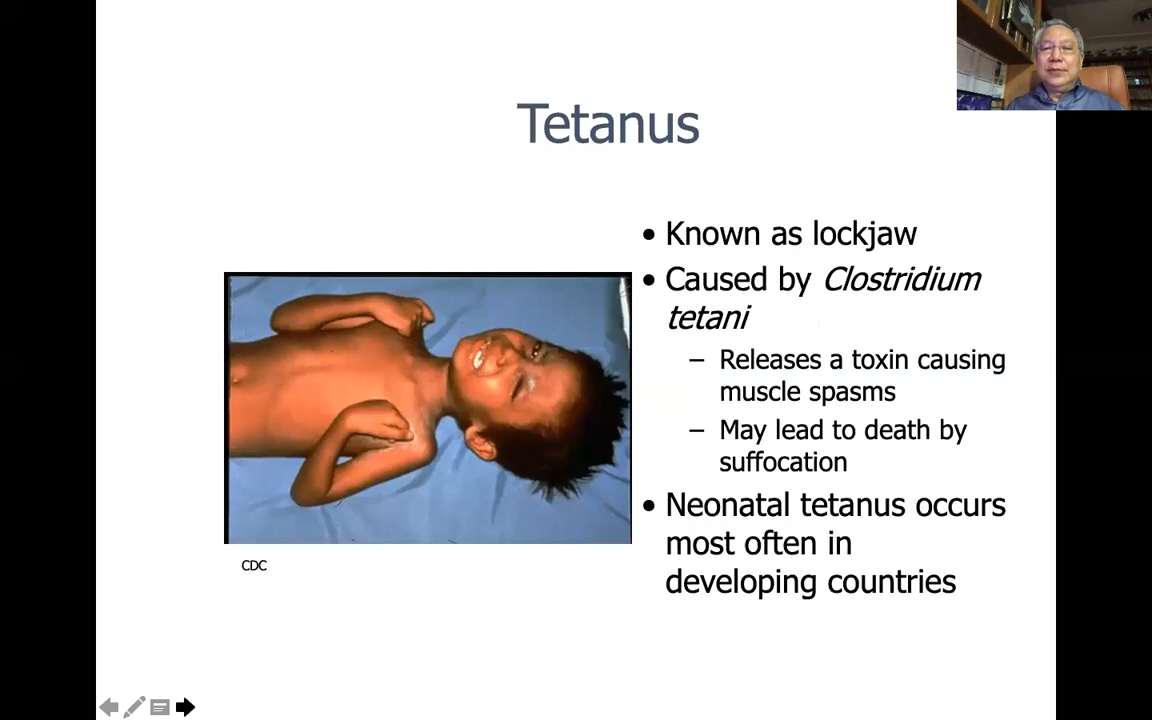 Tetanus
• Known as lockjaw
• Caused by Clostridium
tetani
– Releases a toxin causing
muscle spasms
– May lead to death by
suffocation
• Neonatal tetanus occurs
most often in
developing countries
CDC